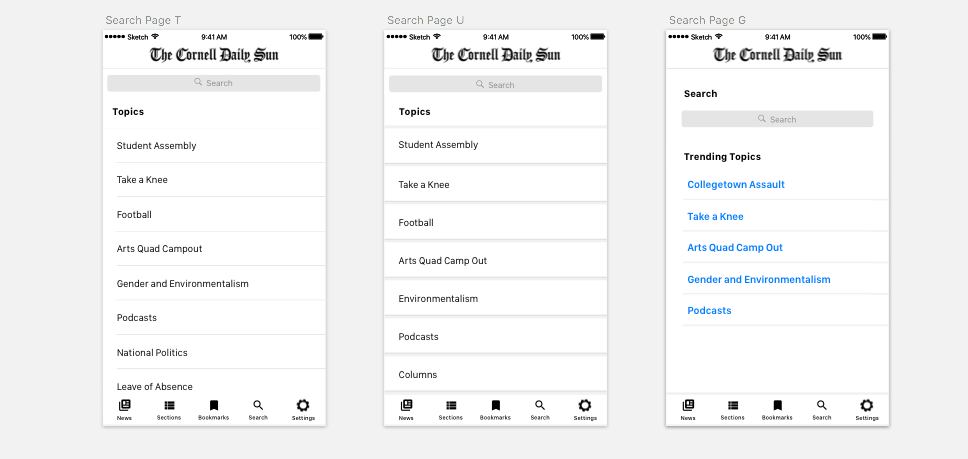 Search Page T
Sketch 9:41 AM 100%
The Cornell Daily Sun
Search
Topics
Student Assembly
Take a Knee
Football
Arts Quad Campout
Gender and Environmentalism
Podcasts
National Politics
Leave of Absence
News Sections Bookmarks Search Settings
Search Page U
Sketch 9:41 AM 100%
The Cornell Daily Sun
Search
Topics
Student Assembly
Take a Knee
Football
Arts Quad Camp Out
Environmentalism
Podcasts
Columns
News Sections Bookmarks Search Settings
Search Page G
Sketch 9:41 AM 100%
The Cornell Daily Sun
Search
Search
Trending Topics
Collegetown Assault
Take a Knee
Arts Quad Camp Out
Gender and Environmentalism
Podcasts
News Sections Bookmarks Search Settings